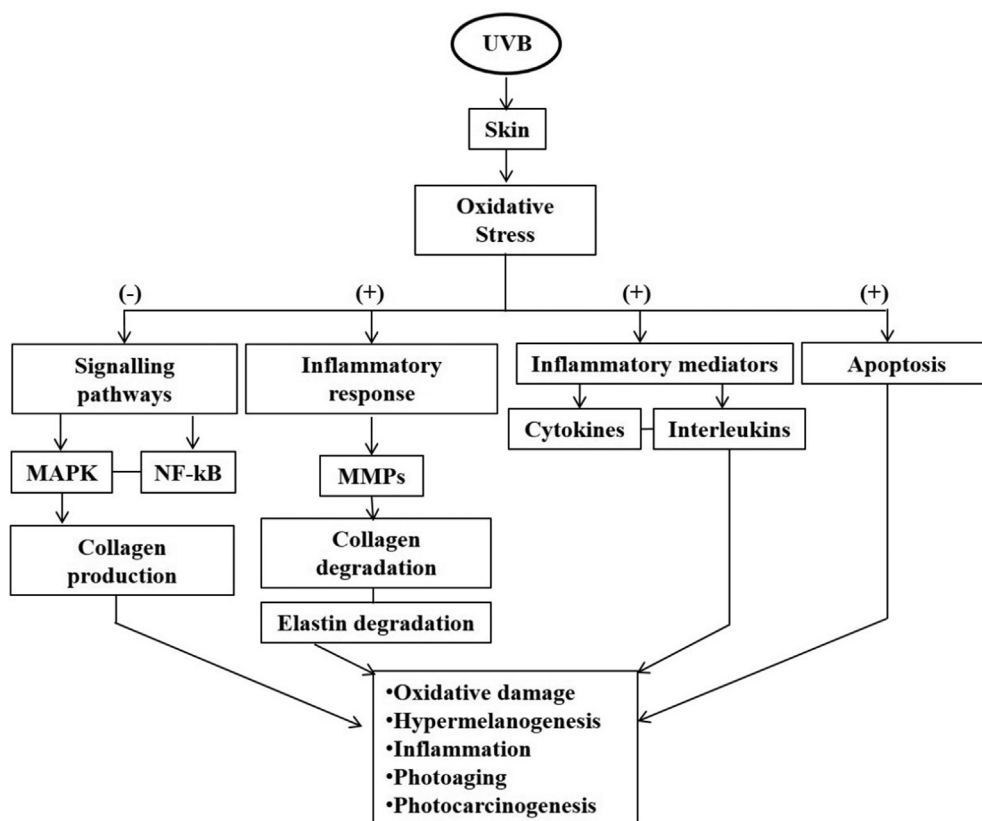 UVB
Skin
Oxidative
Stress
(-)
(+)
(+)
(+)
Signalling
pathways
Inflammatory
response
Inflammatory mediators
Apoptosis
Cytokines
Interleukins
MAPK
NF-kB
MMPs
Collagen
production
Collagen
degradation
Elastin degradation
•Oxidative damage
•Hypermelanogenesis
•Inflammation
•Photoaging
•Photocarcinogenesis